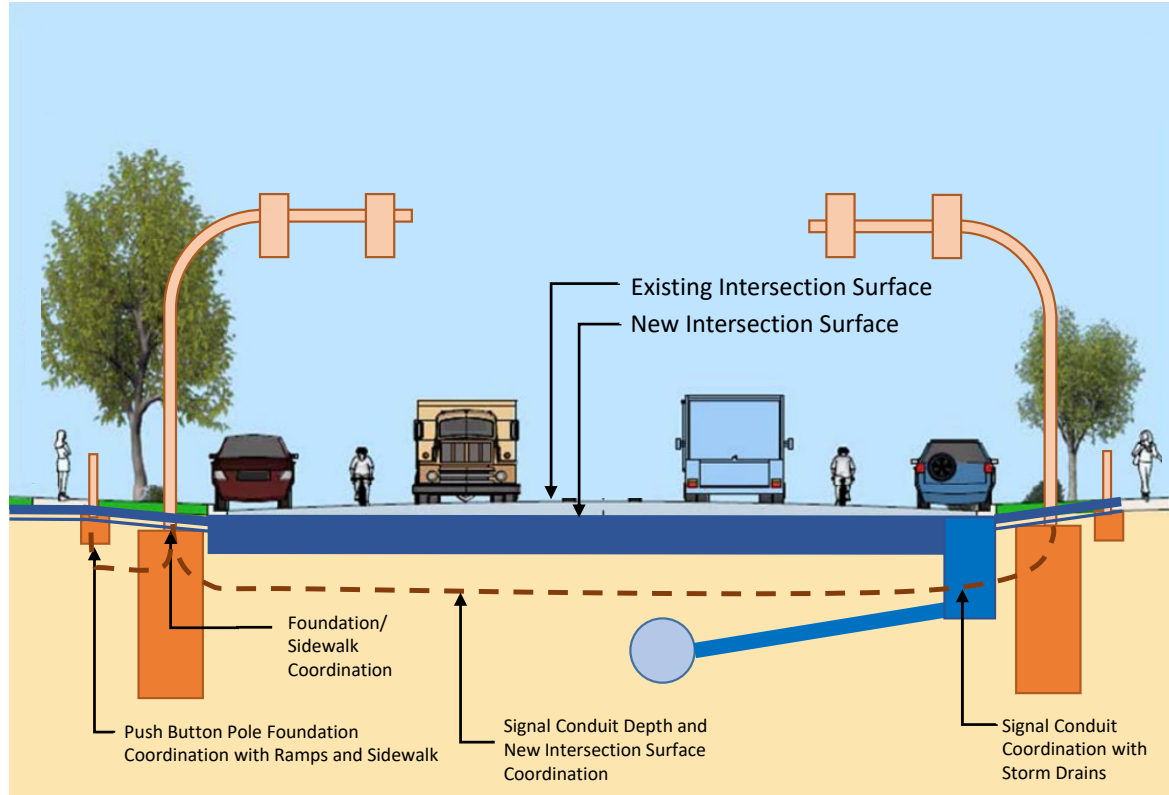 Existing Intersection Surface
New Intersection Surface
Foundation/
Sidewalk
Coordination
Push Button Pole Foundation
Coordination with Ramps and Sidewalk
Signal Conduit Depth and
New Intersection Surface
Coordination
Signal Conduit
Coordination with
Storm Drains